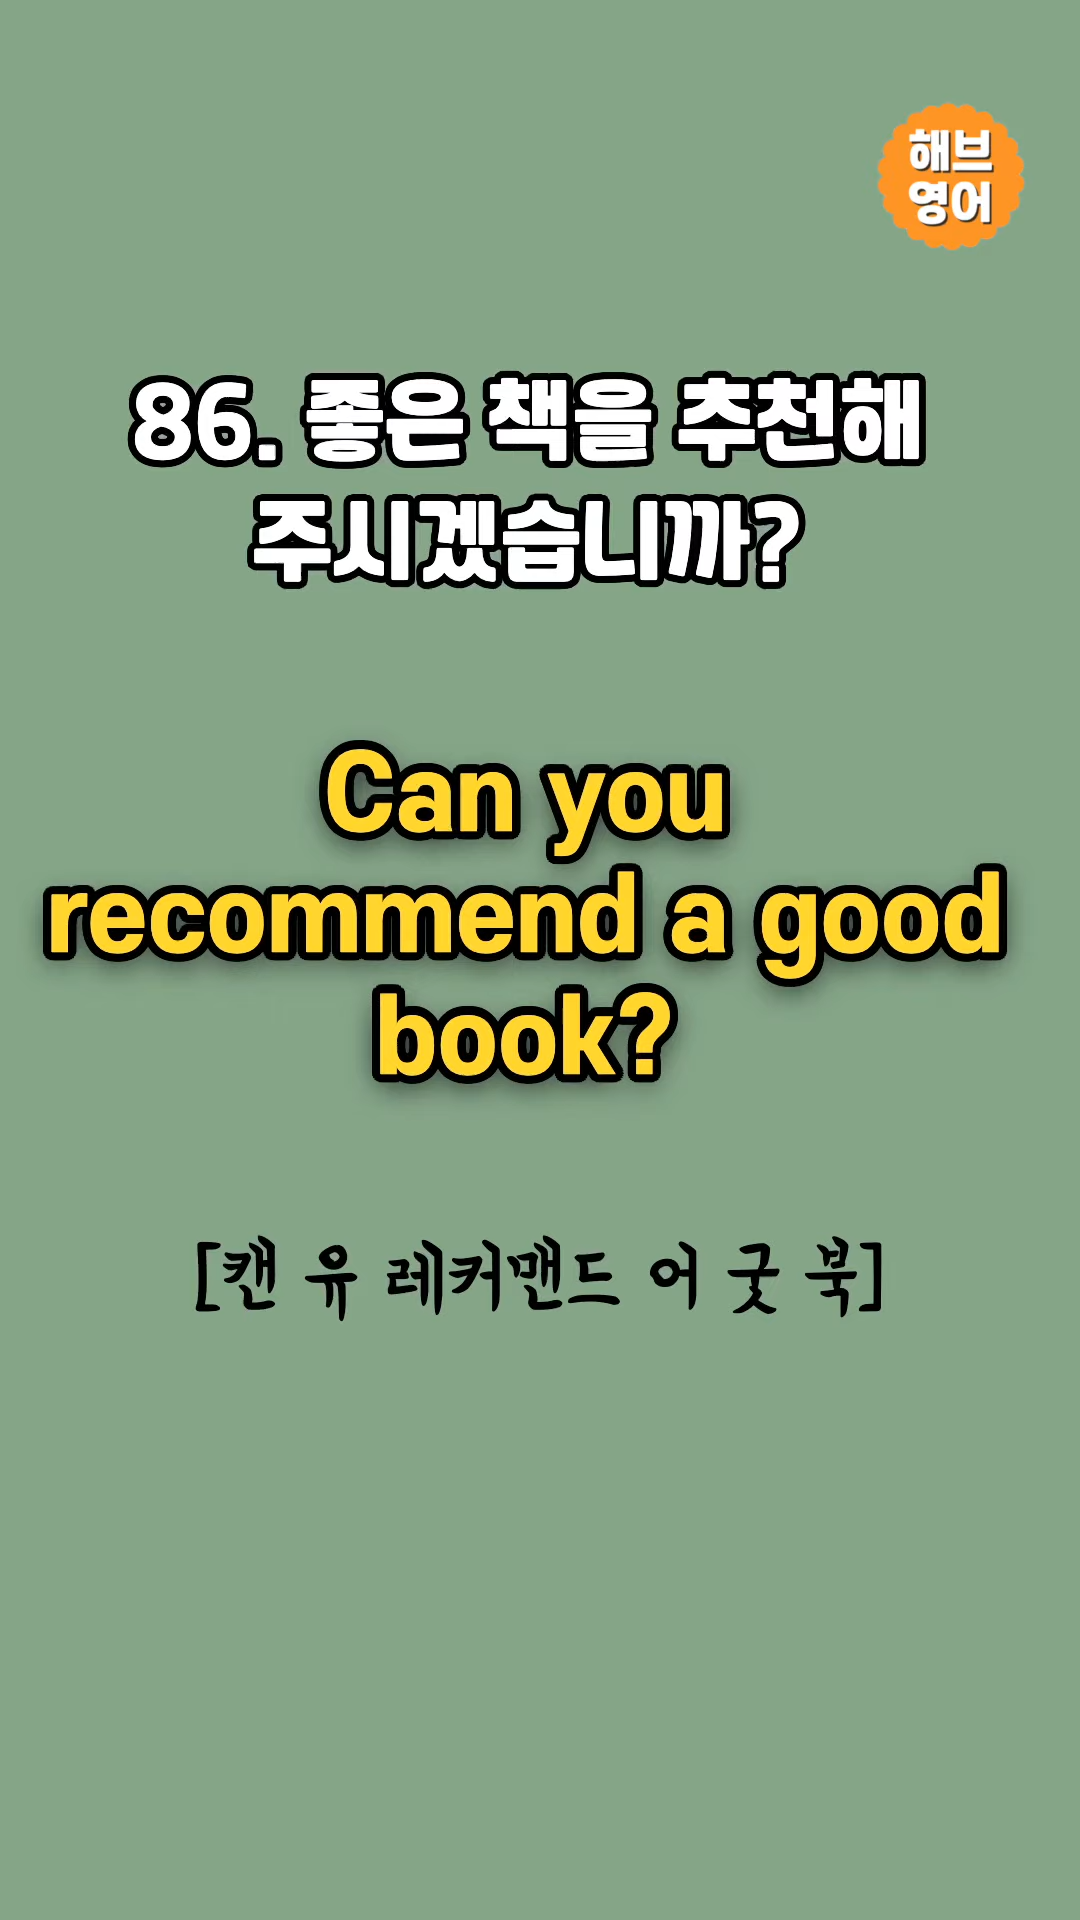 해브
영어
86. 좋은 책을 추천해
주시겠습니까?
Can you
recommend a good
book?
[캔 유 레커맨드 어 굿 북]